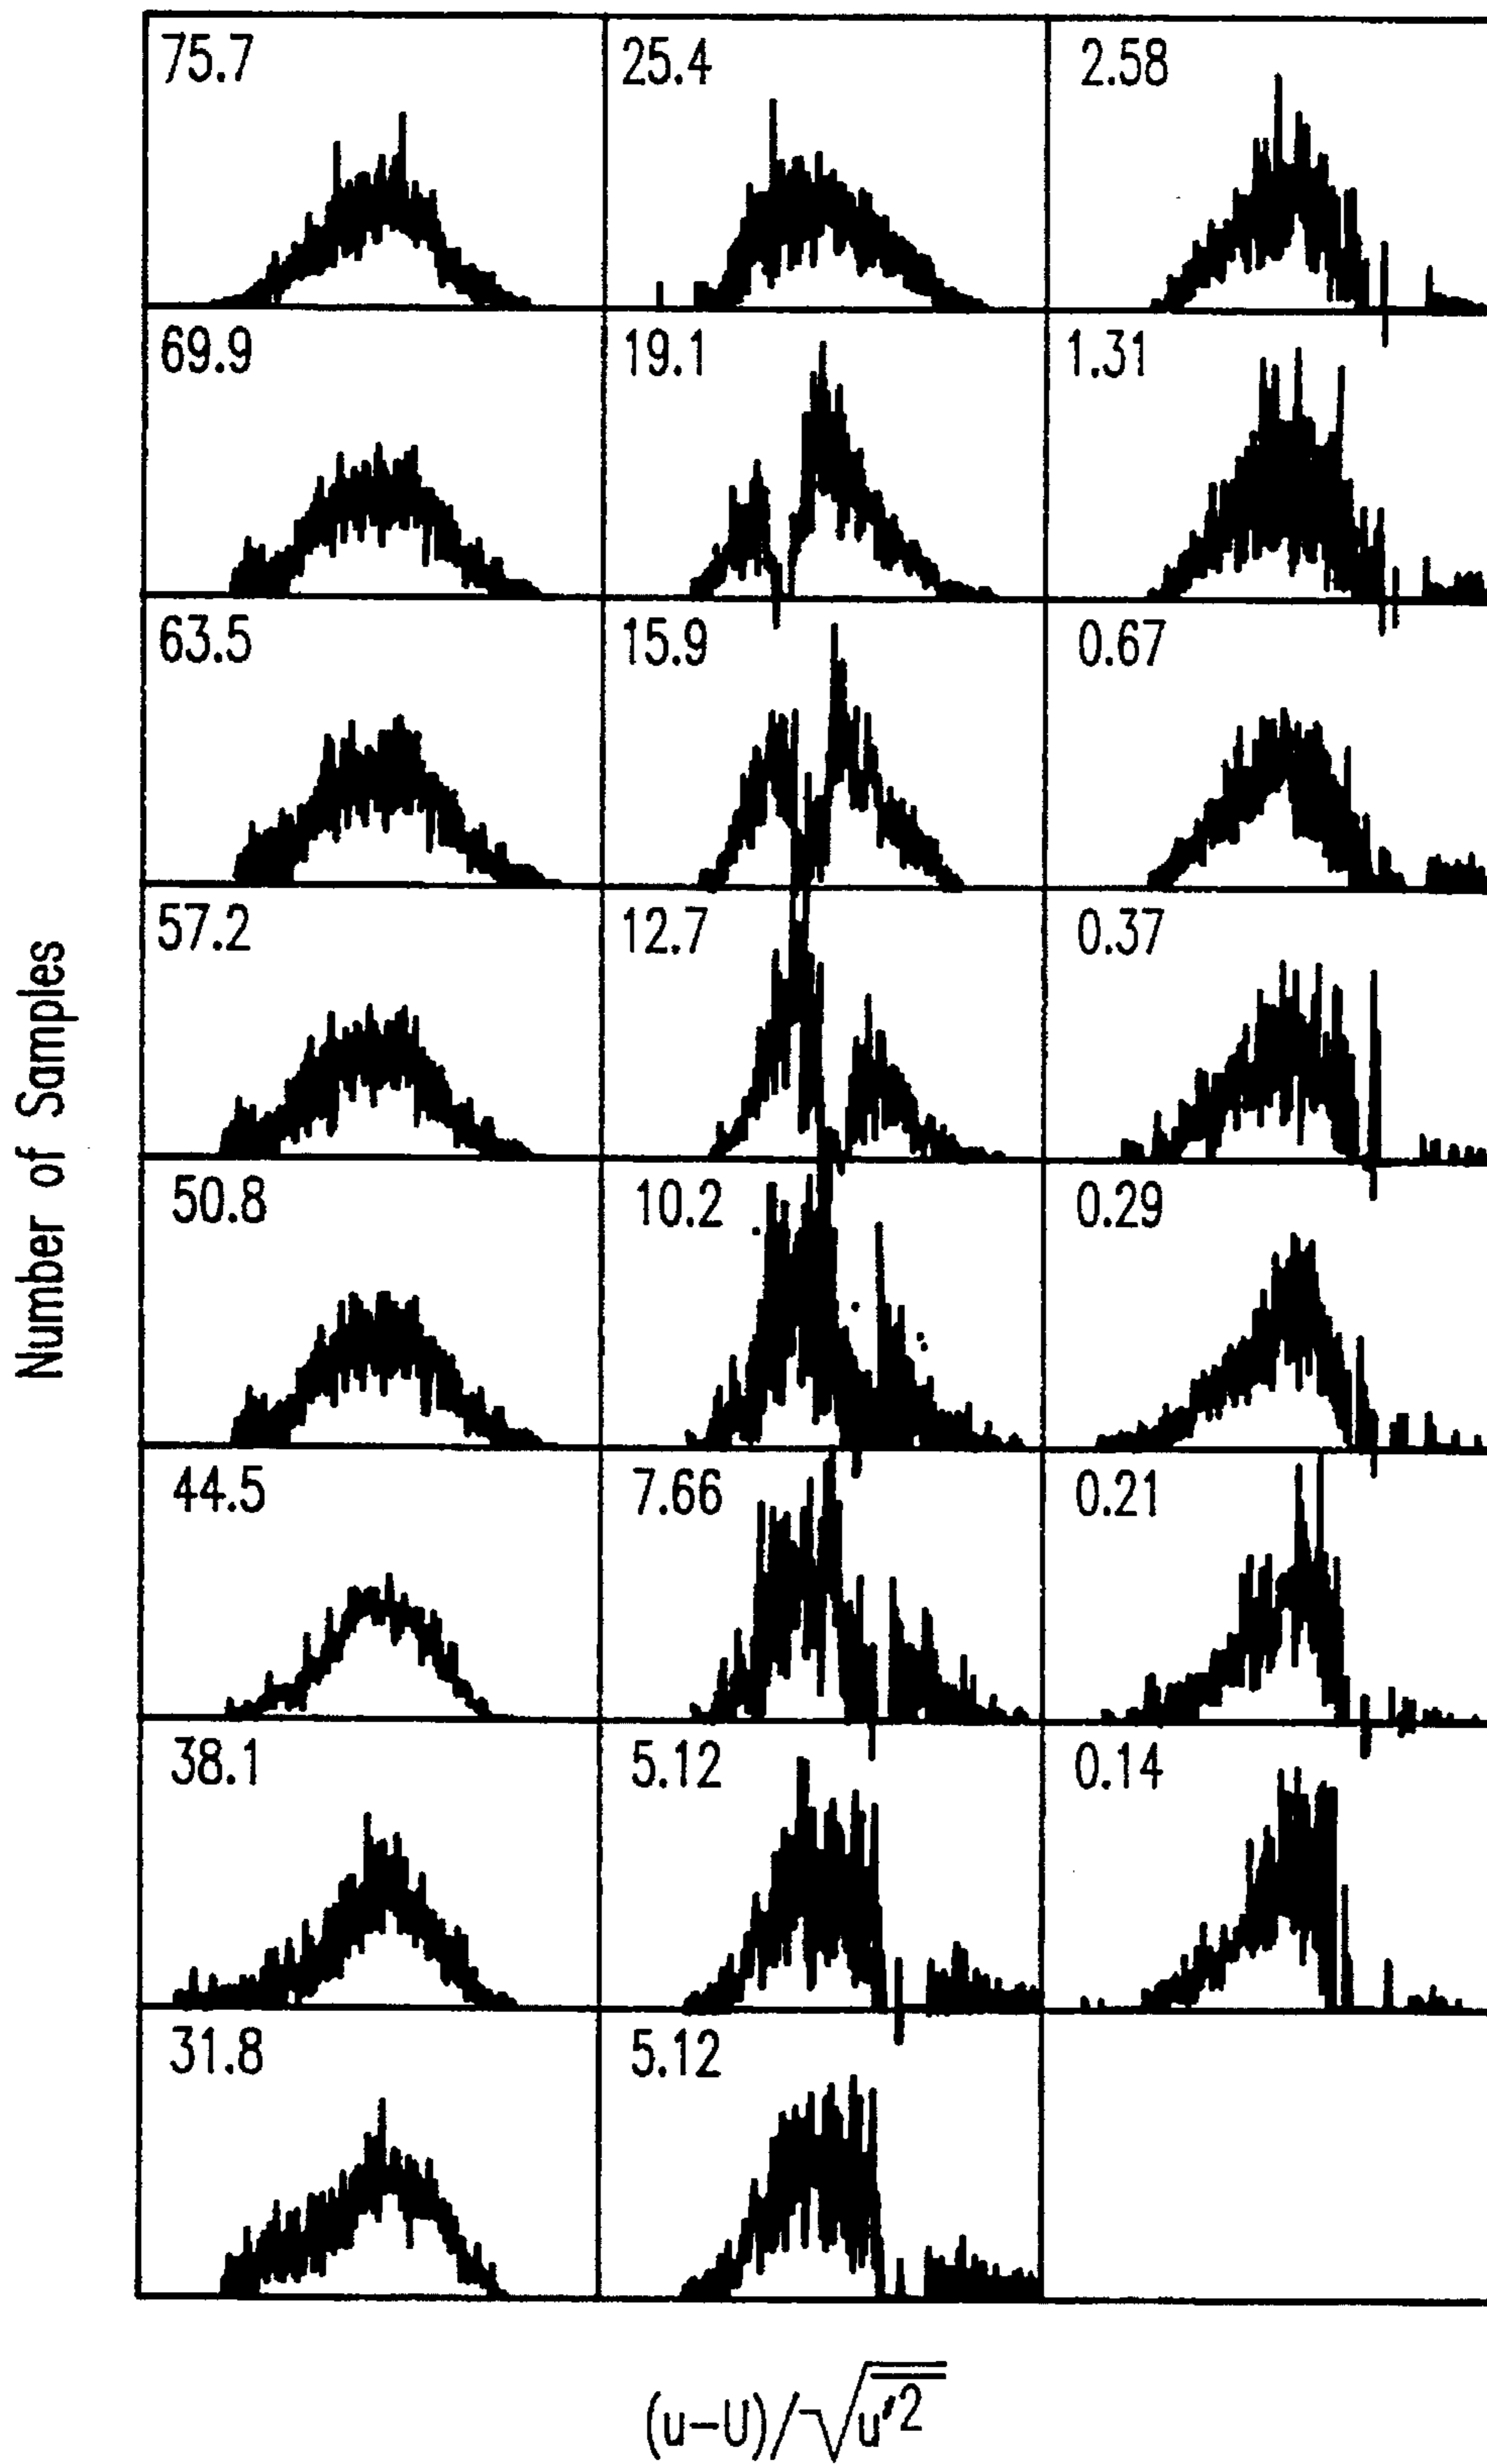 75.7 25.4 2.58
69.9 19.1 1.31
63.5 15.9 0.67
57.2 12.7 0.37
50.8 10.2 0.29
44.5 7.66 0.21
38.1 5.12 0.14
31.8 5.12
Number of Samples
(u-U)/√u'2